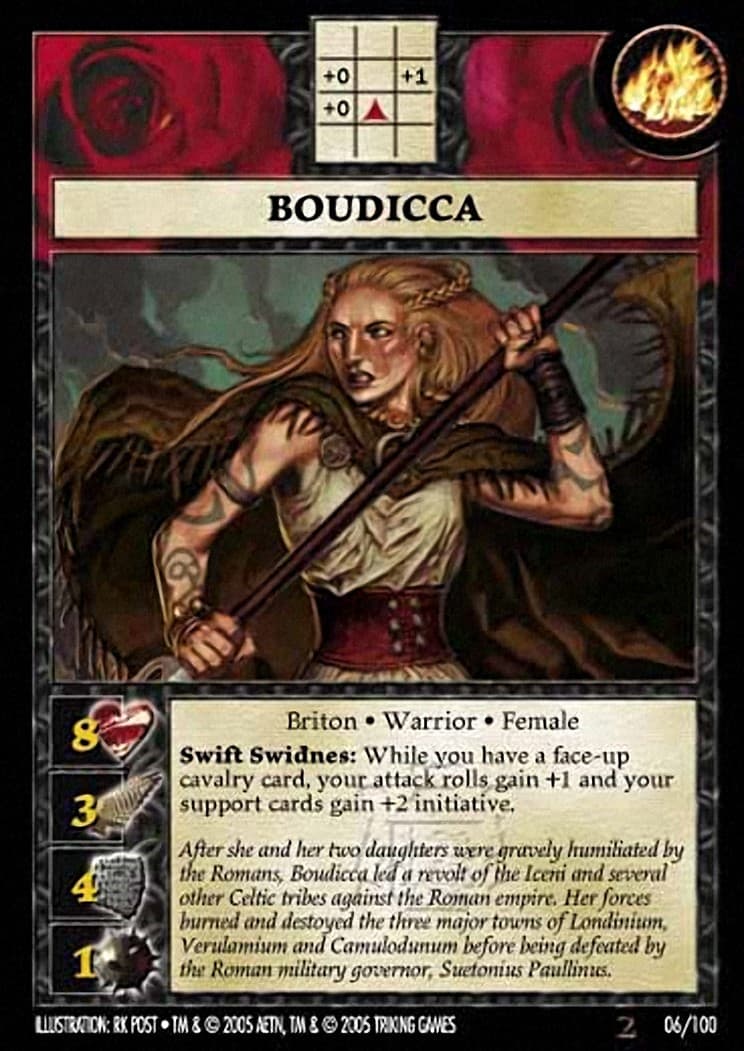 +0 +1
+0
BOUDICCA
8
3
4
1
Briton • Warrior • Female
Swift Swidnes: While you have a face-up
cavalry card, your attack rolls gain +1 and your
support cards gain +2 initiative.
After she and her two daughters were gravely humiliated by
the Romans, Boudicca led a revolt of the Iceni and several
other Celtic tribes against the Roman empire. Her forces
burned and destoyed the three major towns of Londinium,
Verulamium and Camulodunum before being defeated by
the Roman military governor, Suetonius Paullinus.
ILLUSTRATION: RK POST • TM & © 2005 AETN, TM & © 2005 TRIKING GAMES 2 06/100